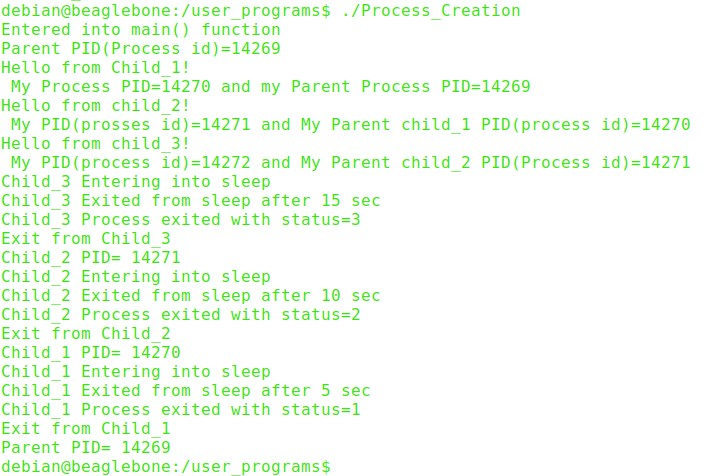 debian@beaglebone:/user_programs$ ./Process_Creation
Entered into main() function
Parent PID(Process id)=14269
Hello from Child_1!
 My Process PID=14270 and my Parent Process PID=14269
Hello from child_2!
 My PID(prosses id)=14271 and My Parent child_1 PID(process id)=14270
Hello from child_3!
 My PID(process id)=14272 and My Parent child_2 PID(Process id)=14271
Child_3 Entering into sleep
Child_3 Exited from sleep after 15 sec
Child_3 Process exited with status=3
Exit from Child_3
Child_2 PID= 14271
Child_2 Entering into sleep
Child_2 Exited from sleep after 10 sec
Child_2 Process exited with status=2
Exit from Child_2
Child_1 PID= 14270
Child_1 Entering into sleep
Child_1 Exited from sleep after 5 sec
Child_1 Process exited with status=1
Exit from Child_1
Parent PID= 14269
debian@beaglebone:/user_programs$